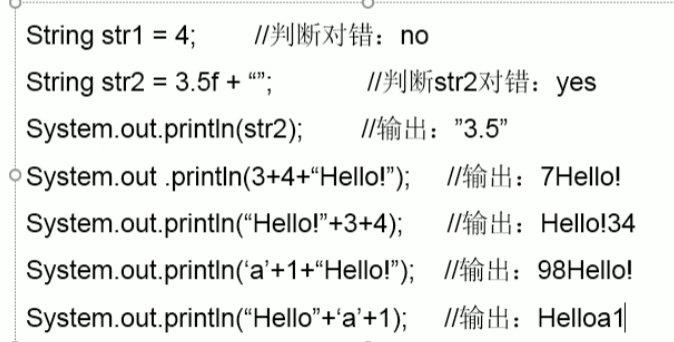 String str1 = 4; //判断对错：no
String str2 = 3.5f + “”; //判断str2对错：yes
System.out.println(str2); //输出：”3.5”
System.out .println(3+4+“Hello!”); //输出：7Hello!
System.out.println(“Hello!”+3+4); //输出：Hello!34
System.out.println(‘a’+1+“Hello!”); //输出：98Hello!
System.out.println(“Hello”+‘a’+1); //输出：Helloa1